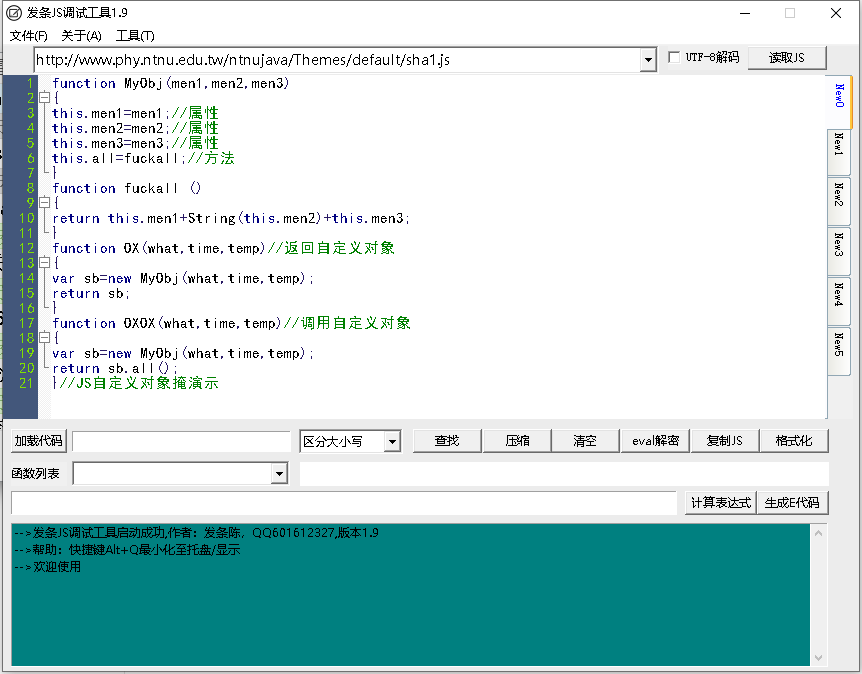 发条JS调试工具1.9
文件(F) 关于(A) 工具(T)
http://www.phy.ntnu.edu.tw/ntnujava/Themes/default/sha1.js UTF-8解码 读取JS
1 function MyObj(men1,men2,men3)
2 {
3 this.men1=men1;//属性
4 this.men2=men2;//属性
5 this.men3=men3;//属性
6 this.all=fuckall;//方法
7 }
8 function fuckall ()
9 {
10 return this.men1+String(this.men2)+this.men3;
11 }
12 function OX(what,time,temp)//返回自定义对象
13 {
14 var sb=new MyObj(what,time,temp);
15 return sb;
16 }
17 function OXOX(what,time,temp)//调用自定义对象
18 {
19 var sb=new MyObj(what,time,temp);
20 return sb.all();
21 }//JS自定义对象掩演示
New0
New1
New2
New3
New4
New5
加载代码 区分大小写 查找 压缩 清空 eval解密 复制JS 格式化
函数列表
计算表达式 生成E代码
-->发条JS调试工具启动成功,作者：发条陈，QQ601612327,版本1.9
-->帮助：快捷键Alt+Q最小化至托盘/显示
-->欢迎使用